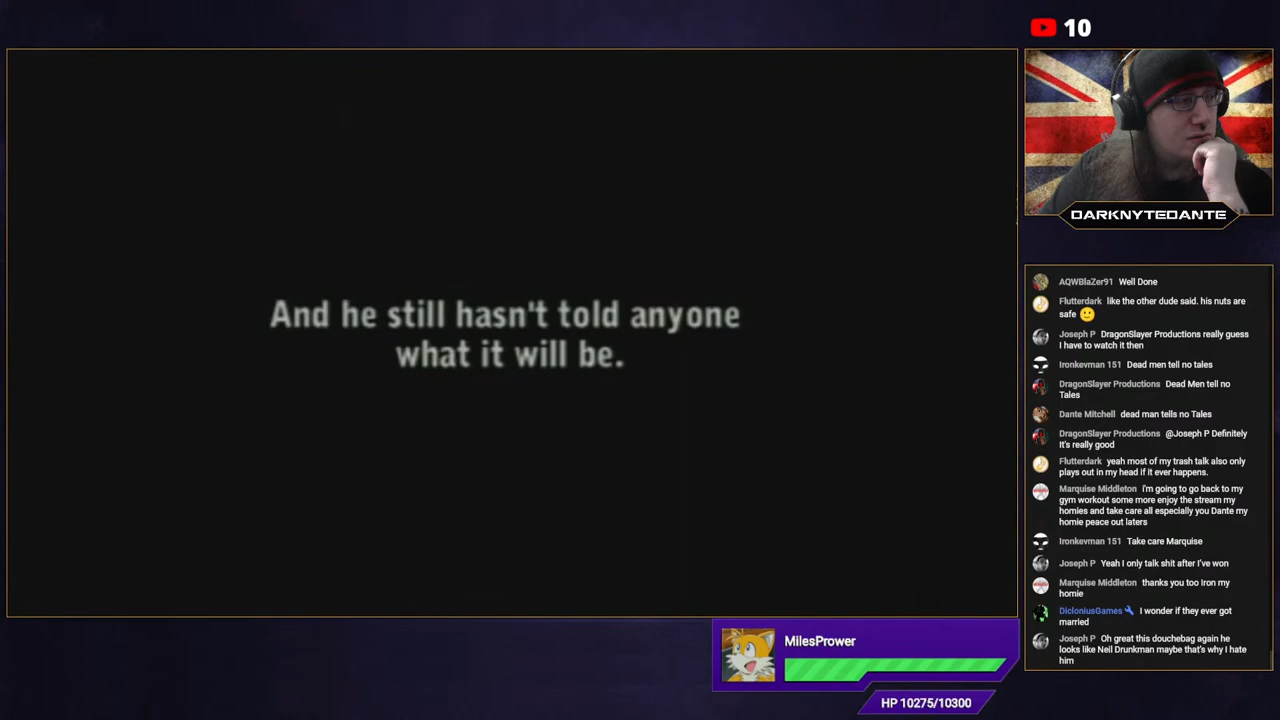 10
And he still hasn't told anyone
what it will be.
DARKNYTEDANTE
AQWBlaZer91 Well Done
Flutterdark like the other dude said. his nuts are
safe 🙂
Joseph P DragonSlayer Productions really guess
I have to watch it then
Ironkevman 151 Dead men tell no tales
DragonSlayer Productions Dead Men tell no
Tales
Dante Mitchell dead man tells no Tales
DragonSlayer Productions @Joseph P Definitely
It's really good
Flutterdark yeah most of my trash talk also only
plays out in my head if it ever happens.
Marquise Middleton i'm going to go back to my
gym workout some more enjoy the stream my
homies and take care all especially you Dante my
homie peace out laters
Ironkevman 151 Take care Marquise
Joseph P Yeah I only talk shit after I've won
Marquise Middleton thanks you too Iron my
homie
DicloniusGames I wonder if they ever got
married
Joseph P Oh great this douchebag again he
looks like Neil Drunkman maybe that's why I hate
him
MilesPrower
HP 10275/10300